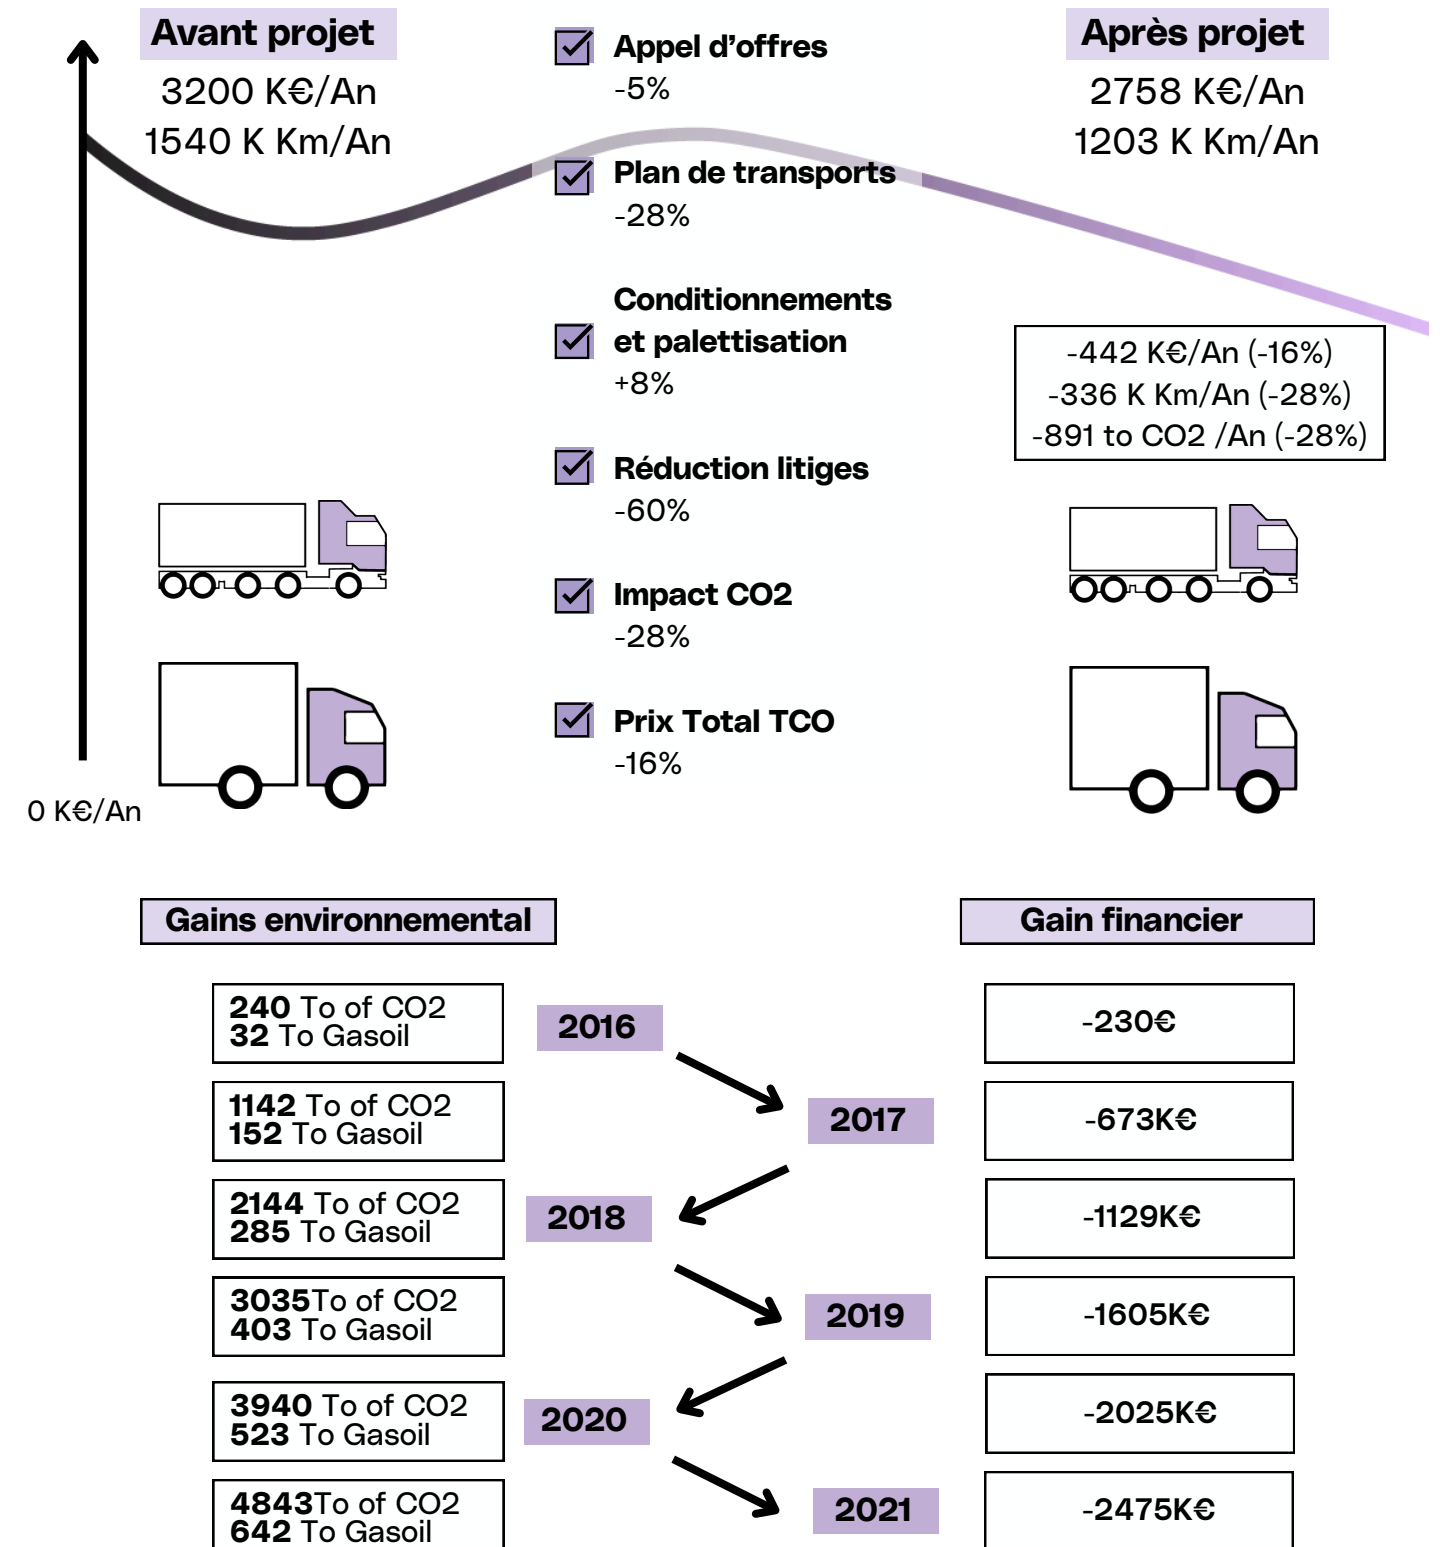 Avant projet
3200 K€/An
1540 K Km/An
Appel d'offres
-5%
Plan de transports
-28%
Conditionnements
et palettisation
+8%
Réduction litiges
-60%
Impact CO2
-28%
Prix Total TCO
-16%
Après projet
2758 K€/An
1203 K Km/An
-442 K€/An (-16%)
-336 K Km/An (-28%)
-891 to CO2 /An (-28%)
0 K€/An
Gains environnemental
Gain financier
240 To of CO2
32 To Gasoil
2016
-230€
1142 To of CO2
152 To Gasoil
2017
-673K€
2144 To of CO2
285 To Gasoil
2018
-1129K€
3035To of CO2
403 To Gasoil
2019
-1605K€
3940 To of CO2
523 To Gasoil
2020
-2025K€
4843To of CO2
642 To Gasoil
2021
-2475K€